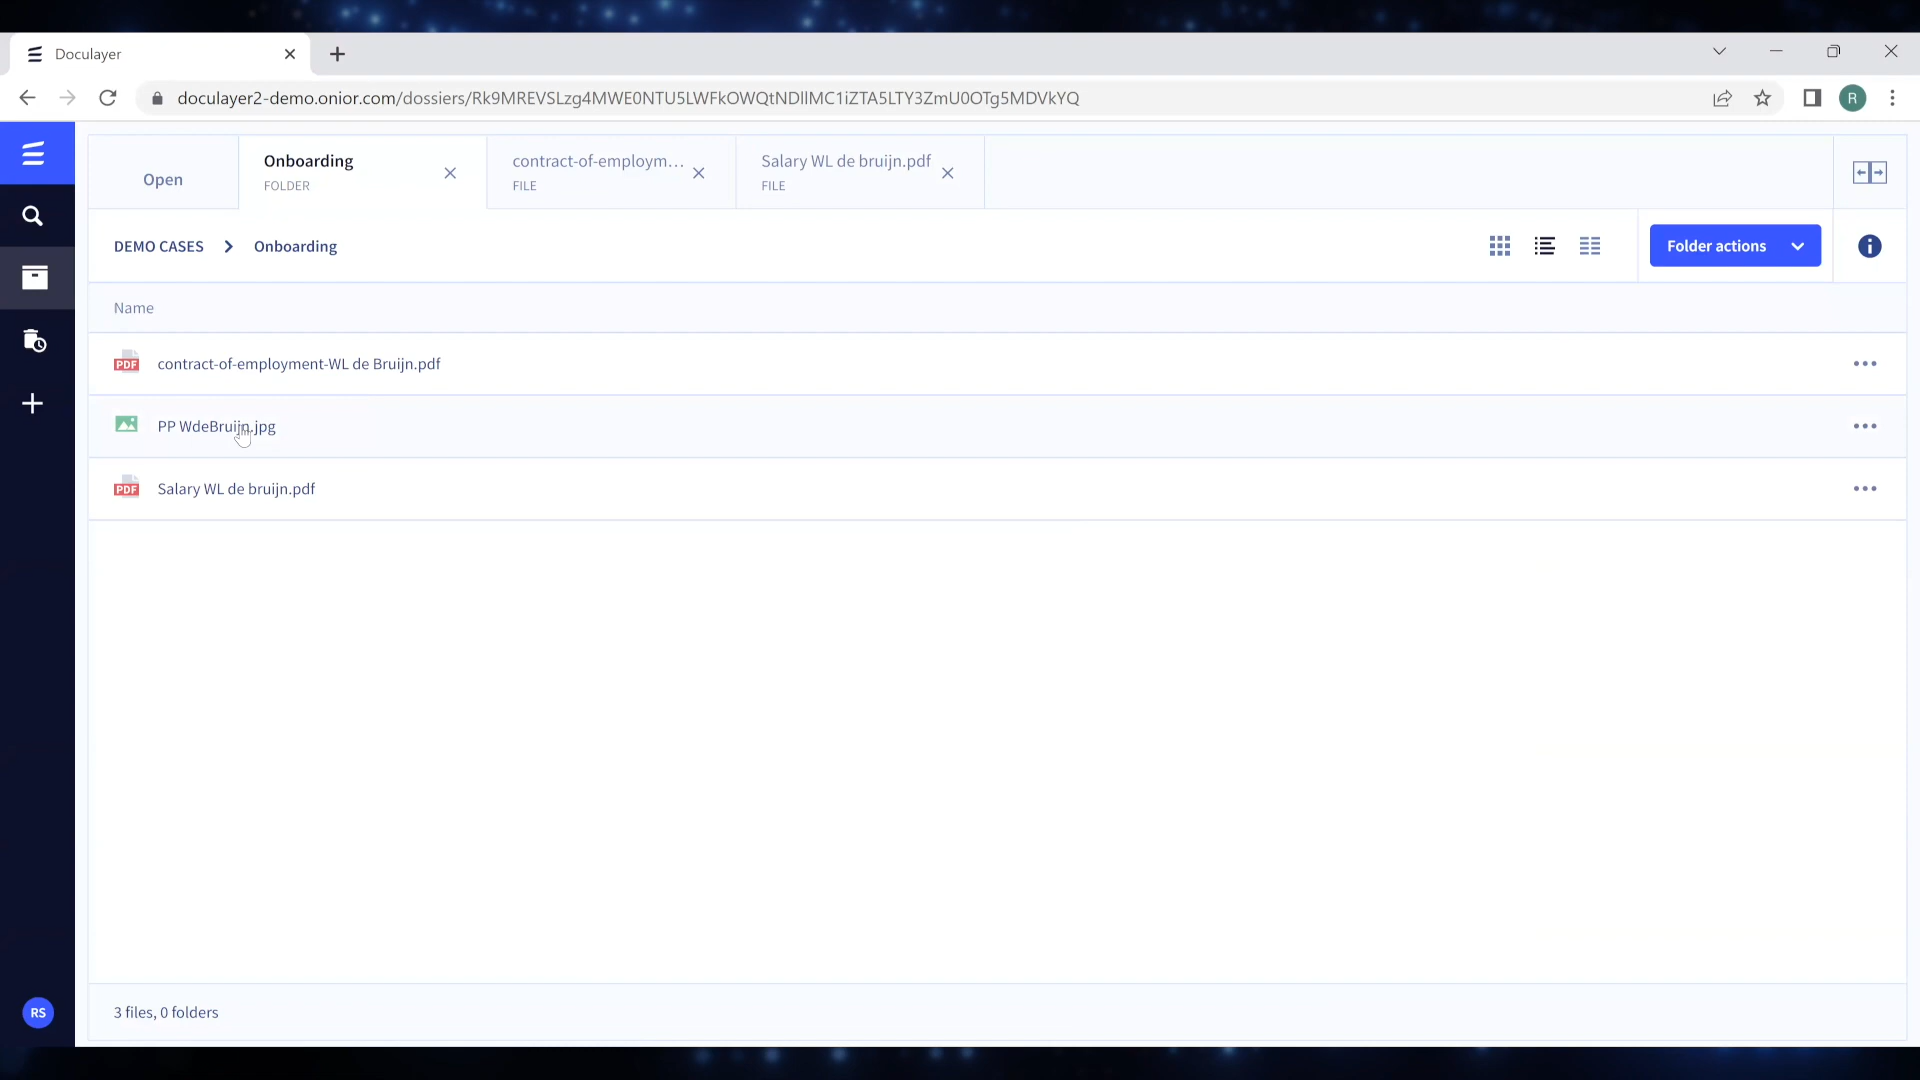 Doculayer
doculayer2-demo.onior.com/dossiers/Rk9MREVSLzg4MWE0NTU5LWFkOWQtNDllMC1iZTA5LTY3ZmU0OTg5MDVkYQ
R
Open
Onboarding
FOLDER
contract-of-employm...
FILE
Salary WL de bruijn.pdf
FILE
DEMO CASES > Onboarding
Folder actions
Name
PDF contract-of-employment-WL de Bruijn.pdf
PP WdeBruijn.jpg
PDF Salary WL de bruijn.pdf
3 files, 0 folders
RS